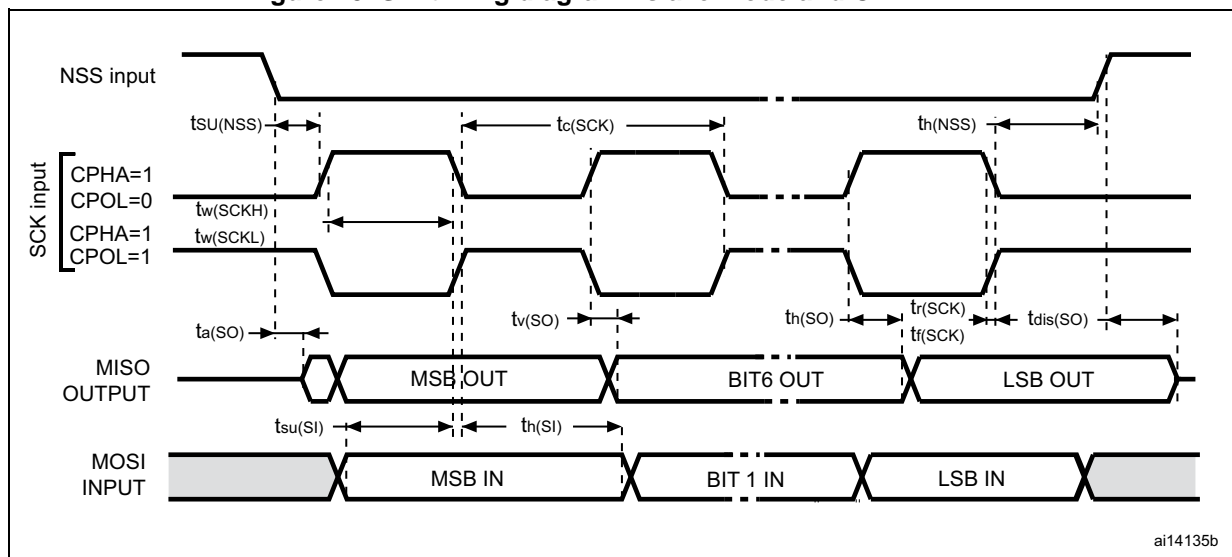 NSS input
tSU(NSS)
tc(SCK)
th(NSS)
SCK input
CPHA=1
CPOL=0
tw(SCKH)
CPHA=1
tw(SCKL)
CPOL=1
ta(SO)
tv(SO)
th(SO)
tr(SCK)
tf(SCK)
tdis(SO)
MISO
OUTPUT
MSB OUT
BIT6 OUT
LSB OUT
tsu(SI)
th(SI)
MOSI
INPUT
MSB IN
BIT 1 IN
LSB IN
ai14135b